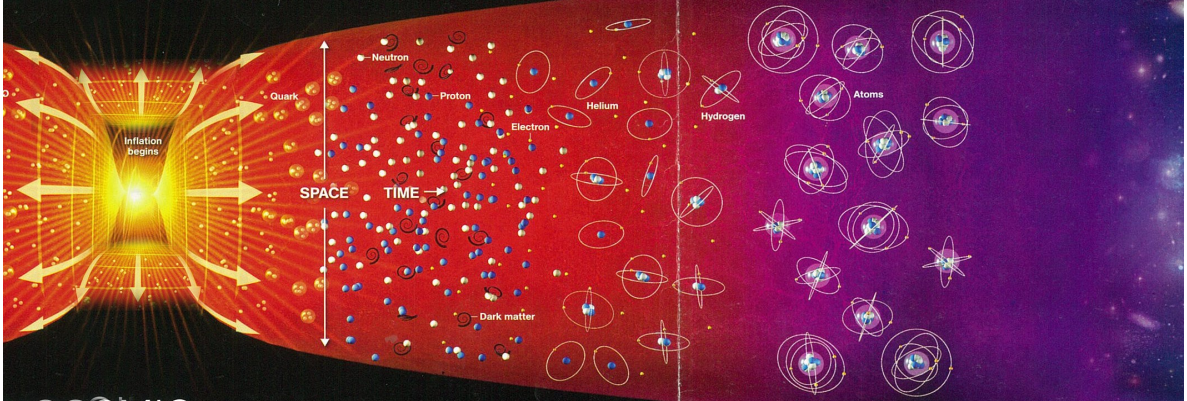 Inflation
begins
Quark
Neutron
Proton
Electron
SPACE
TIME
Dark matter
Helium
Hydrogen
Atoms